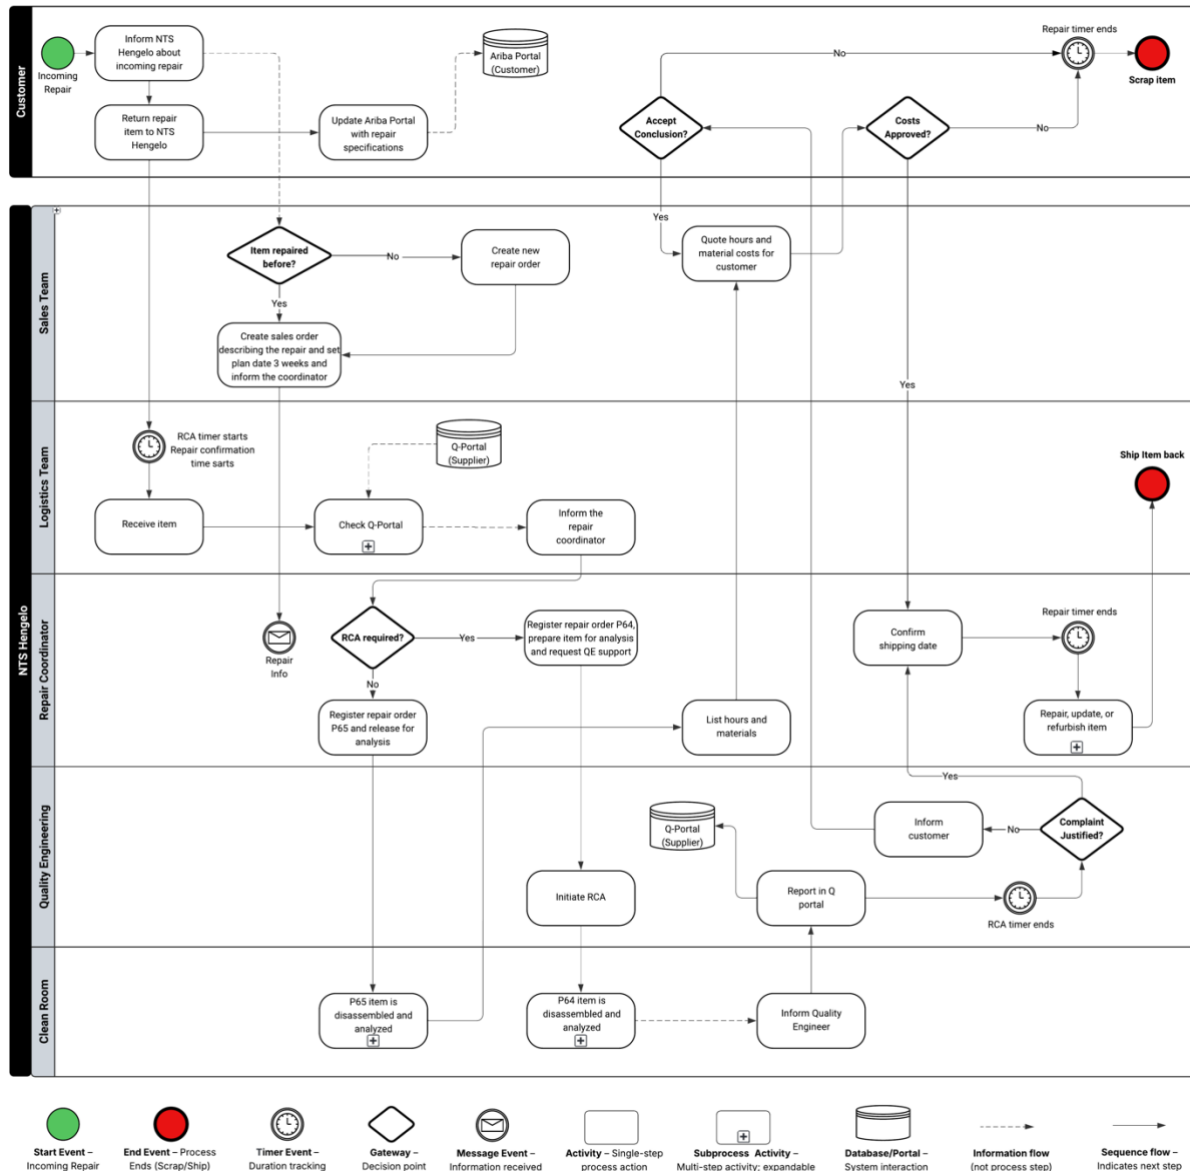 Customer
Incoming
Repair
Inform NTS
Hengelo about
incoming repair
Return repair
item to NTS
Hengelo
Update Ariba Portal
with repair
specifications
Ariba Portal
(Customer)
Accept
Conclusion?
No
Yes
Costs
Approved?
No
Repair timer ends
Scrap item
NTS Hengelo
Sales Team
Item repaired
before?
No
Create new
repair order
Yes
Create sales order
describing the repair and set
plan date 3 weeks and
inform the coordinator
Quote hours and
material costs for
customer
Yes
Logistics Team
RCA timer starts
Repair confirmation
time sarts
Receive item
Q-Portal
(Supplier)
Check Q-Portal
Inform the
repair
coordinator
Ship Item back
Repair Coordinator
Repair
Info
RCA required?
Yes
No
Register repair order P64,
prepare item for analysis
and request QE support
Register repair order
P65 and release for
analysis
List hours and
materials
Confirm
shipping date
Repair timer ends
Repair, update, or
refurbish item
Quality Engineering
Yes
Q-Portal
(Supplier)
Inform
customer
No
Complaint
Justified?
Initiate RCA
Report in Q
portal
RCA timer ends
Clean Room
P65 item is
disassembled and
analyzed
P64 item is
disassembled and
analyzed
Inform Quality
Engineer
Start Event –
Incoming Repair
End Event – Process
Ends (Scrap/Ship)
Timer Event –
Duration tracking
Gateway –
Decision point
Message Event –
Information received
Activity – Single-step
process action
Subprocess Activity –
Multi-step activity; expandable
Database/Portal –
System interaction
Information flow
(not process step)
Sequence flow –
Indicates next step